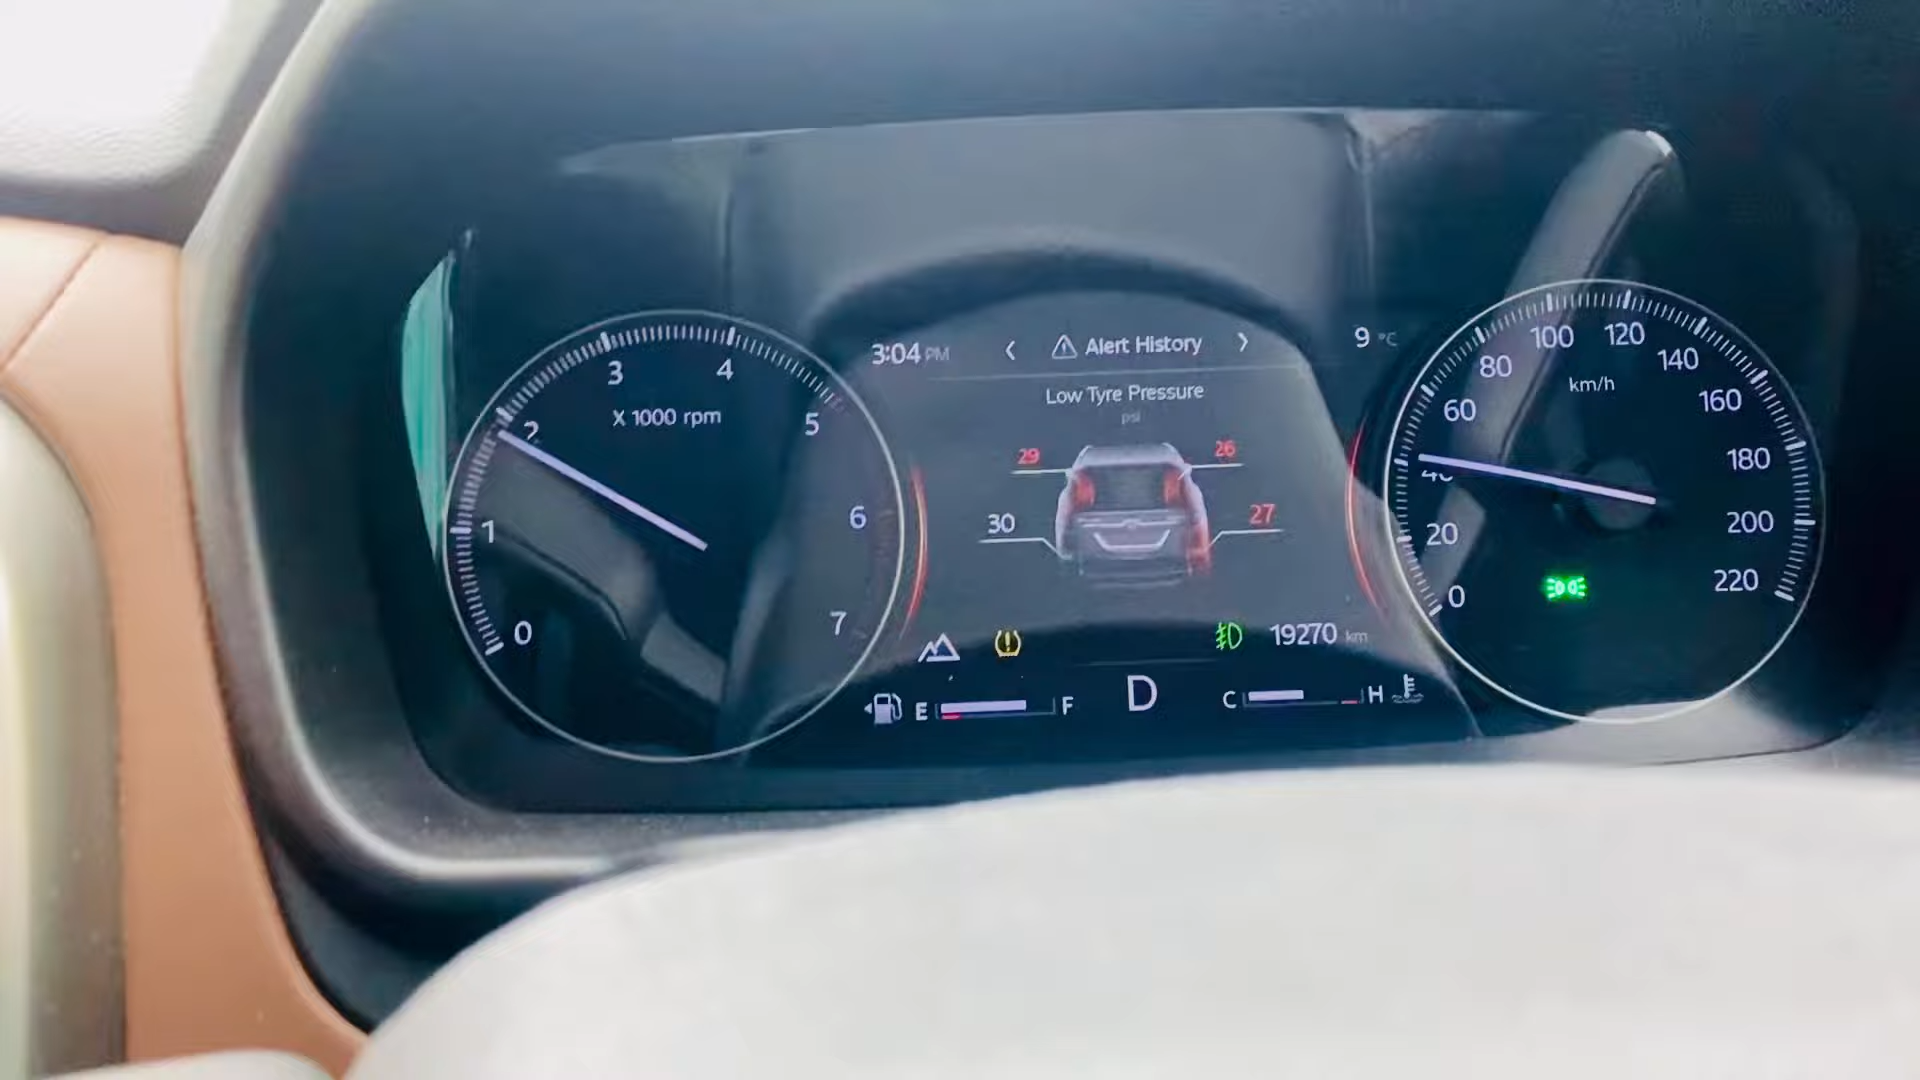 3:04 PM
Alert History
9 °C
Low Tyre Pressure
psi
29
26
30
27
X 1000 rpm
0
1
2
3
4
5
6
7
km/h
0
20
40
60
80
100
120
140
160
180
200
220
19270 km
E
F
D
C
H